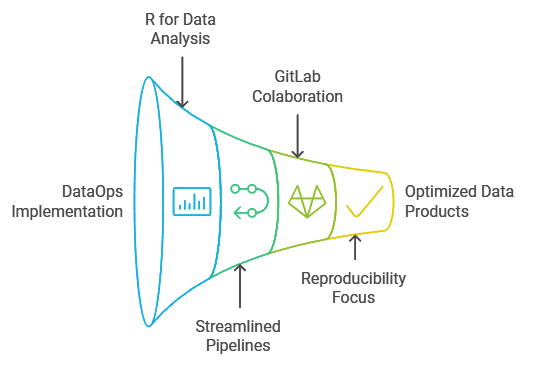 R for Data
Analysis
GitLab
Colaboration
DataOps
Implementation
Optimized Data
Products
Reproducibility
Focus
Streamlined
Pipelines